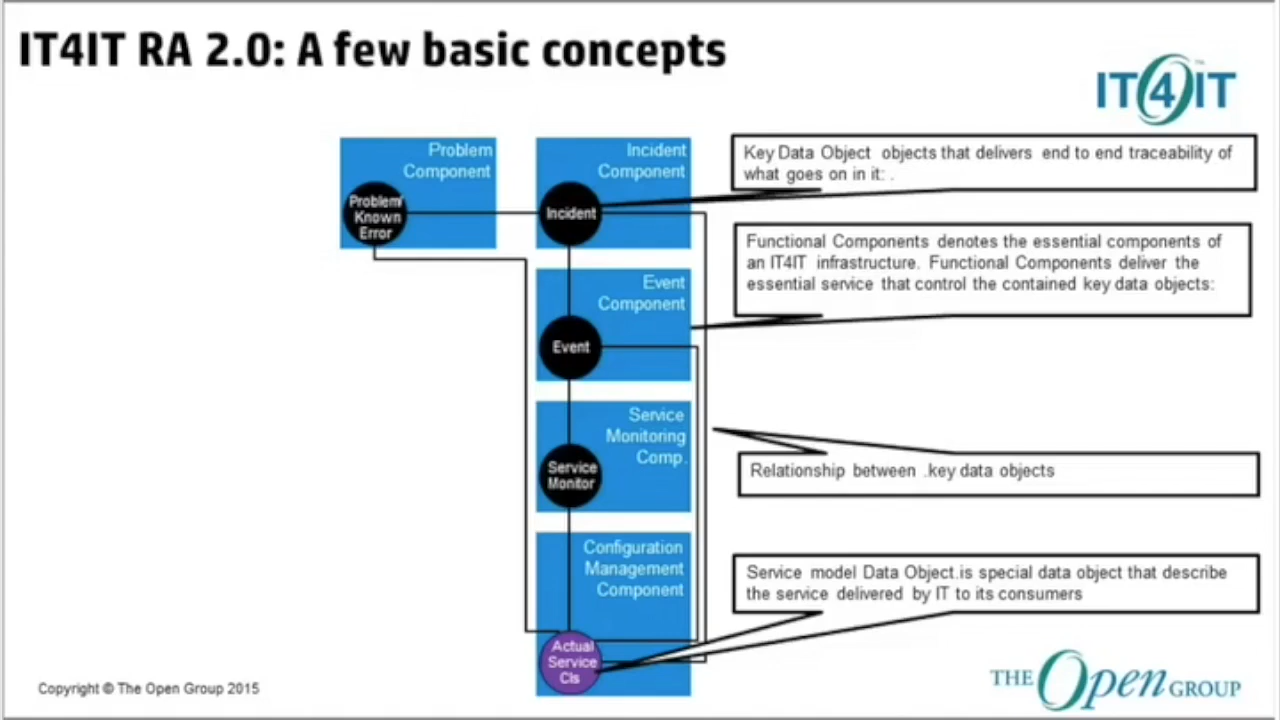 IT4IT RA 2.0: A few basic concepts
IT4IT™
Problem
Component
Problem/
Known
Error
Incident
Component
Incident
Event
Component
Event
Service
Monitoring
Comp.
Service
Monitor
Configuration
Management
Component
Actual
Service
CIs
Key Data Object objects that delivers end to end traceability of
what goes on in it: .
Functional Components denotes the essential components of
an IT4IT infrastructure. Functional Components deliver the
essential service that control the contained key data objects:
Relationship between .key data objects
Service model Data Object.is special data object that describe
the service delivered by IT to its consumers
Copyright © The Open Group 2015
THE Open GROUP